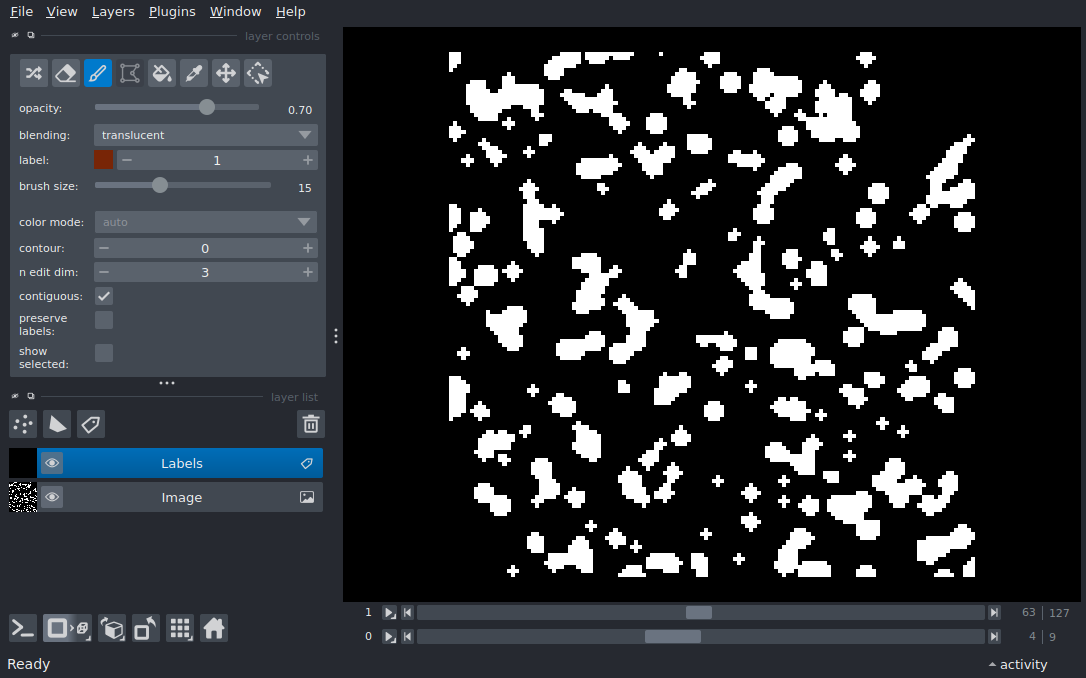 File View Layers Plugins Window Help
layer controls
opacity: 0.70
blending: translucent
label: 1
brush size: 15
color mode: auto
contour: 0
n edit dim: 3
contiguous:
preserve
labels:
show
selected:
layer list
Labels
Image
1 63 | 127
0 4 | 9
Ready activity